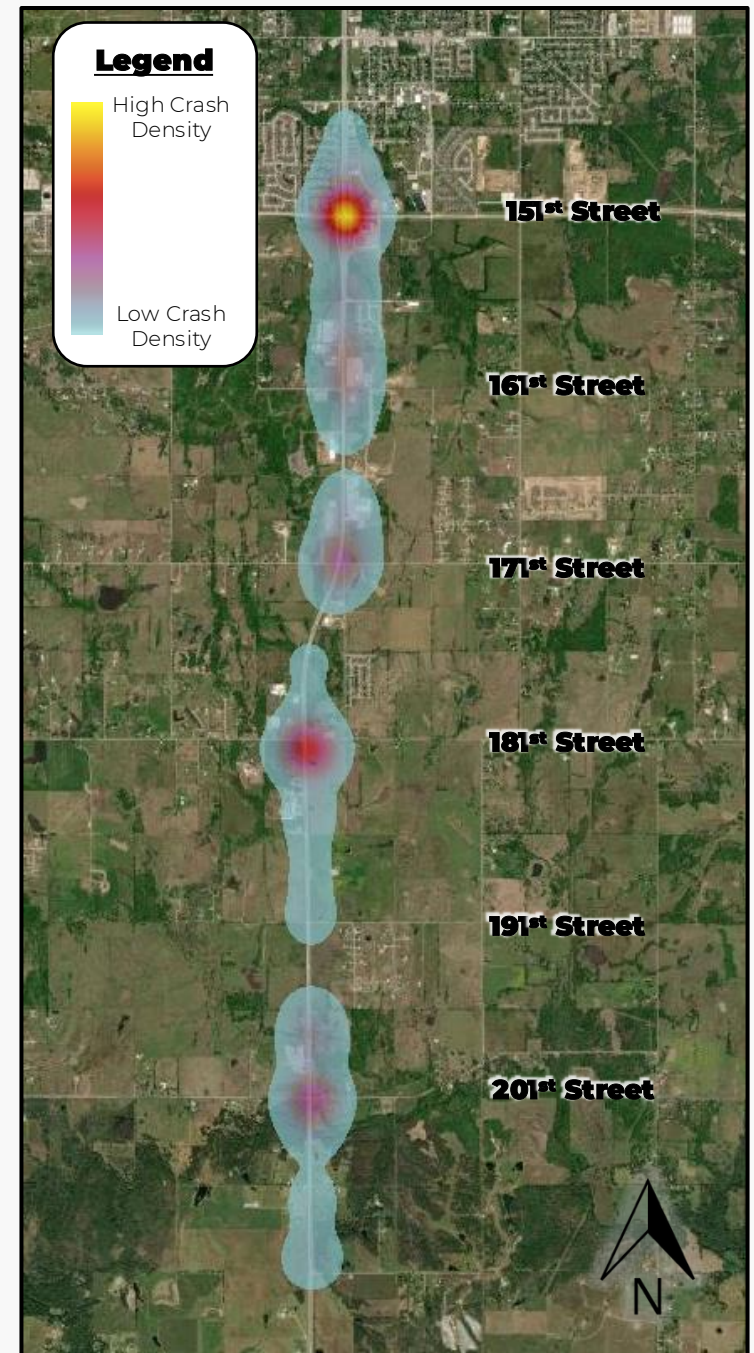 Legend
High Crash
Density
Low Crash
Density
151st Street
161st Street
171st Street
181st Street
191st Street
201st Street
N